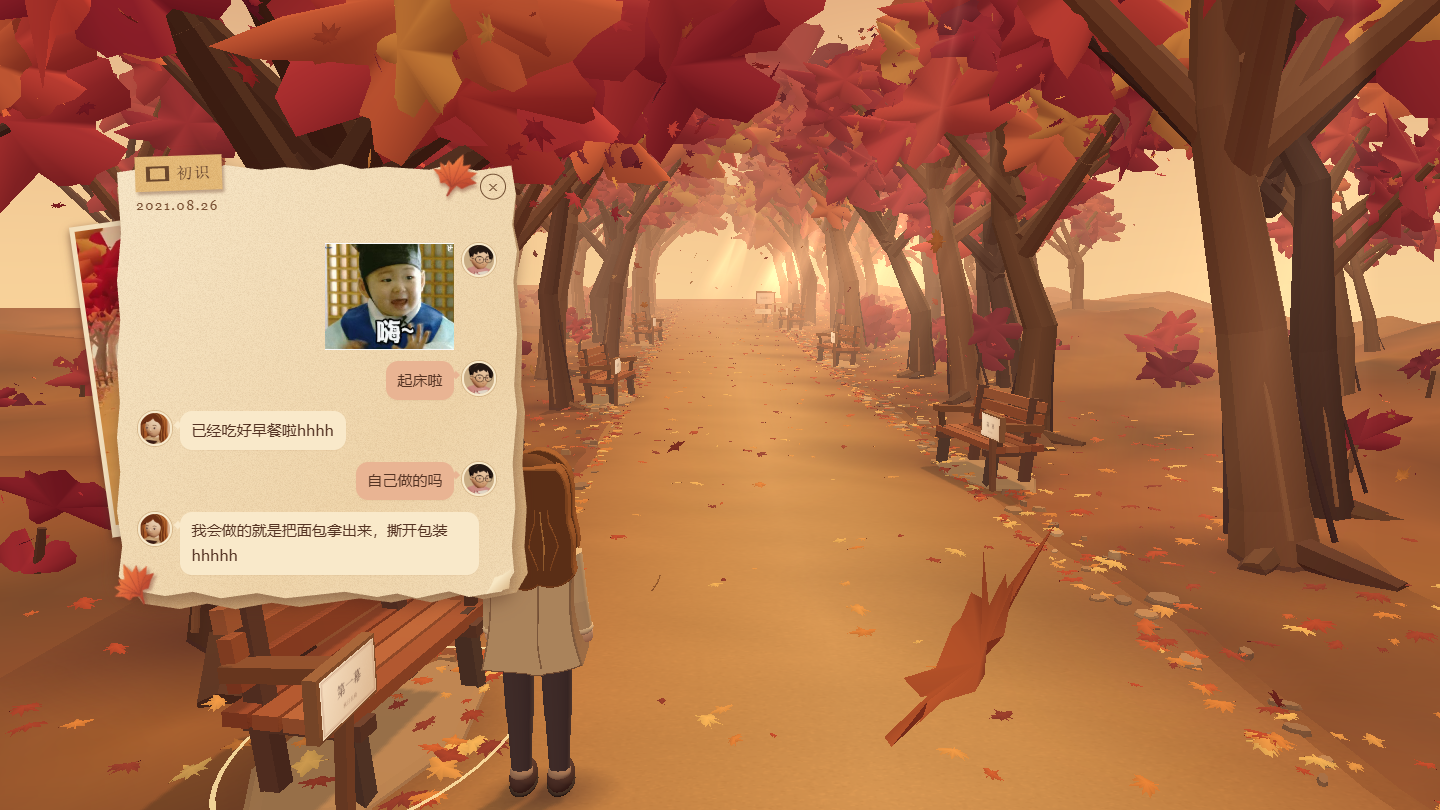 初识
2021.08.26
嗨~
起床啦
已经吃好早餐啦hhhh
自己做的吗
我会做的就是把面包拿出来，撕开包装
hhhhh
第一幕